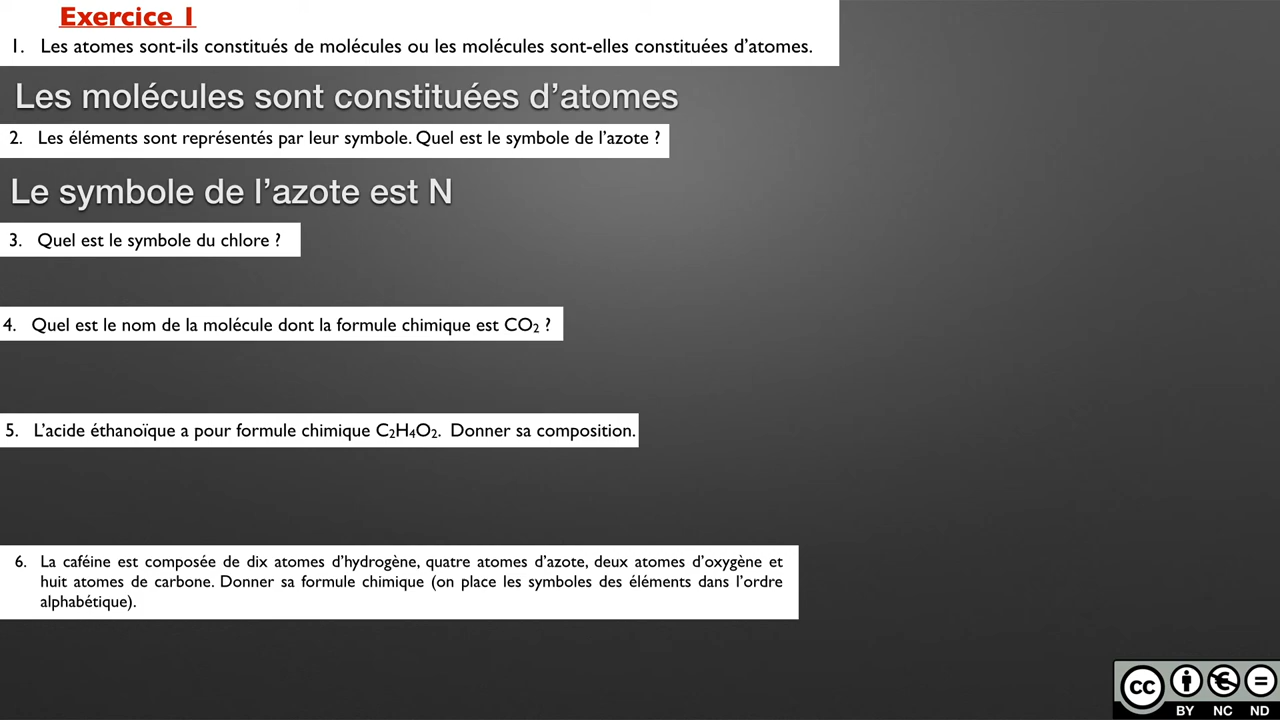 Exercice 1
1. Les atomes sont-ils constitués de molécules ou les molécules sont-elles constituées d'atomes.
Les molécules sont constituées d'atomes
2. Les éléments sont représentés par leur symbole. Quel est le symbole de l'azote ?
Le symbole de l'azote est N
3. Quel est le symbole du chlore ?
4. Quel est le nom de la molécule dont la formule chimique est CO₂ ?
5. L'acide éthanoïque a pour formule chimique C₂H₄O₂. Donner sa composition.
6. La caféine est composée de dix atomes d'hydrogène, quatre atomes d'azote, deux atomes d'oxygène et
huit atomes de carbone. Donner sa formule chimique (on place les symboles des éléments dans l'ordre
alphabétique).
cc
BY NC ND